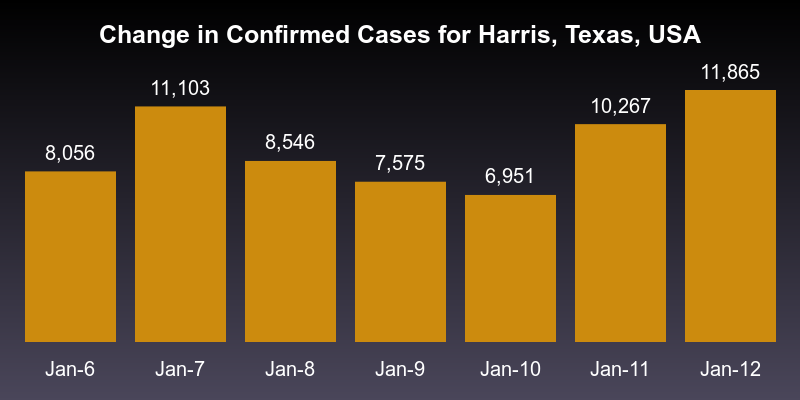 Change in Confirmed Cases for Harris, Texas, USA
8,056
11,103
8,546
7,575
6,951
10,267
11,865
Jan-6
Jan-7
Jan-8
Jan-9
Jan-10
Jan-11
Jan-12